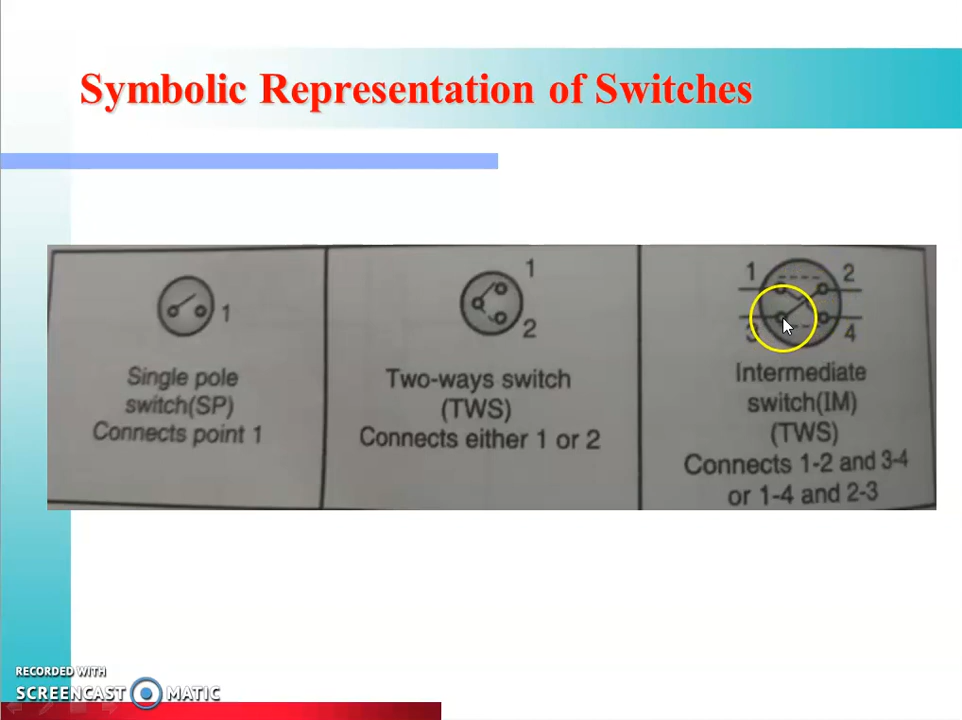 Symbolic Representation of Switches
1
Single pole
switch(SP)
Connects point 1
1
2
Two-ways switch
(TWS)
Connects either 1 or 2
1 2
3 4
Intermediate
switch(IM)
(TWS)
Connects 1-2 and 3-4
or 1-4 and 2-3
RECORDED WITH
SCREENCAST MATIC